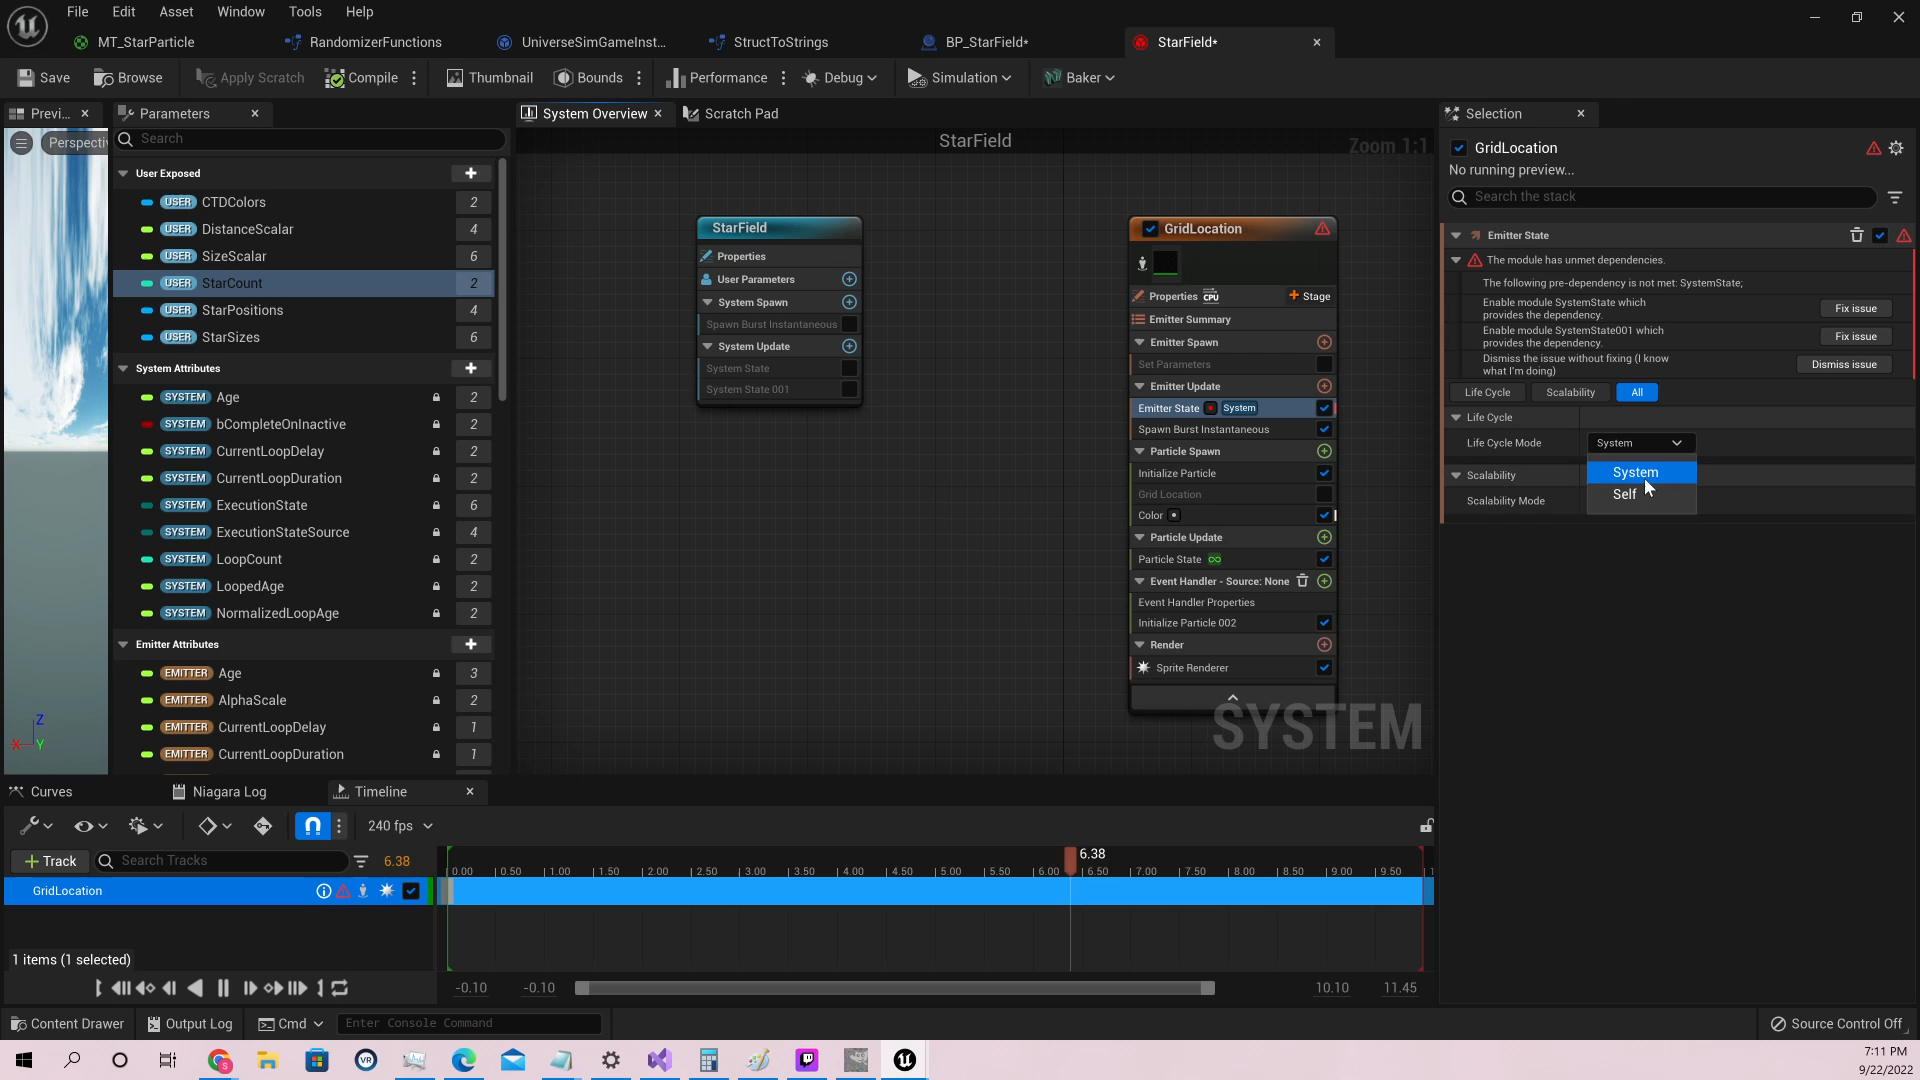 File Edit Asset Window Tools Help
MT_StarParticle RandomizerFunctions UniverseSimGameInst... StructToStrings BP_StarField* StarField*
Save Browse Apply Scratch Compile Thumbnail Bounds Performance Debug Simulation Baker
Previ... Parameters System Overview Scratch Pad Selection
Perspecti
Search
StarField
Zoom 1:1
GridLocation
No running preview...
Search the stack
User Exposed
USER CTDColors 2
USER DistanceScalar 4
USER SizeScalar 6
USER StarCount 2
USER StarPositions 4
USER StarSizes 6
System Attributes
SYSTEM Age 2
SYSTEM bCompleteOnInactive 2
SYSTEM CurrentLoopDelay 2
SYSTEM CurrentLoopDuration 2
SYSTEM ExecutionState 6
SYSTEM ExecutionStateSource 4
SYSTEM LoopCount 2
SYSTEM LoopedAge 2
SYSTEM NormalizedLoopAge 2
Emitter Attributes
EMITTER Age 3
EMITTER AlphaScale 2
EMITTER CurrentLoopDelay 1
EMITTER CurrentLoopDuration 1
Z
X Y
StarField
Properties
User Parameters
System Spawn
Spawn Burst Instantaneous
System Update
System State
System State 001
GridLocation
Properties CPU Stage
Emitter Summary
Emitter Spawn
Set Parameters
Emitter Update
Emitter State System
Spawn Burst Instantaneous
Particle Spawn
Initialize Particle
Grid Location
Color
Particle Update
Particle State
Event Handler - Source: None
Event Handler Properties
Initialize Particle 002
Render
Sprite Renderer
SYSTEM
Emitter State
The module has unmet dependencies.
The following pre-dependency is not met: SystemState;
Enable module SystemState which
provides the dependency.
Fix issue
Enable module SystemState001 which
provides the dependency.
Fix issue
Dismiss the issue without fixing (I know
what I'm doing)
Dismiss issue
Life Cycle Scalability All
Life Cycle
Life Cycle Mode System
System
Self
Scalability
Scalability Mode
Curves Niagara Log Timeline
240 fps
Track Search Tracks 6.38
6.38
0.00 0.50 1.00 1.50 2.00 2.50 3.00 3.50 4.00 4.50 5.00 5.50 6.00 6.50 7.00 7.50 8.00 8.50 9.00 9.50 1
GridLocation
1 items (1 selected)
-0.10 -0.10 10.10 11.45
Content Drawer Output Log Cmd Enter Console Command Source Control Off
VR
7:11 PM
9/22/2022